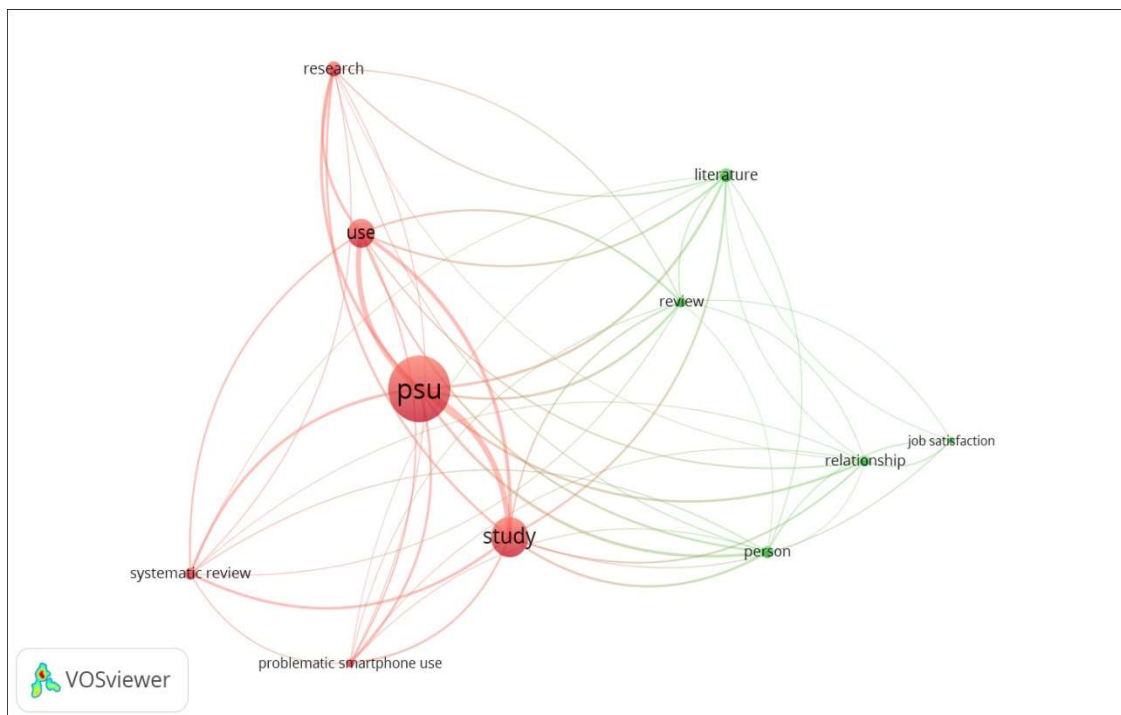 research
literature
use
review
psu
job satisfaction
relationship
study
person
systematic review
problematic smartphone use
VOSviewer